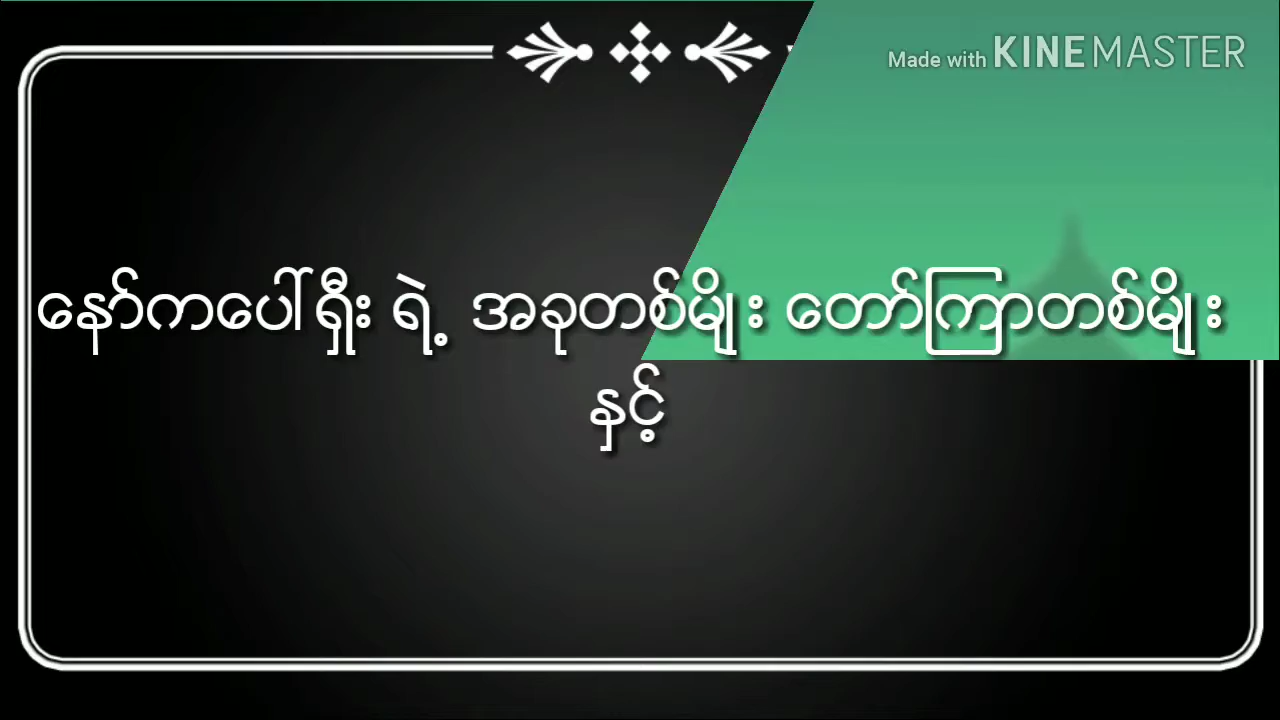 Made with KINEMASTER
နော်ကပေါ်ရှီး ရဲ့ အခုတစ်မျိုး တော်ကြာတစ်မျိုး
နှင့်